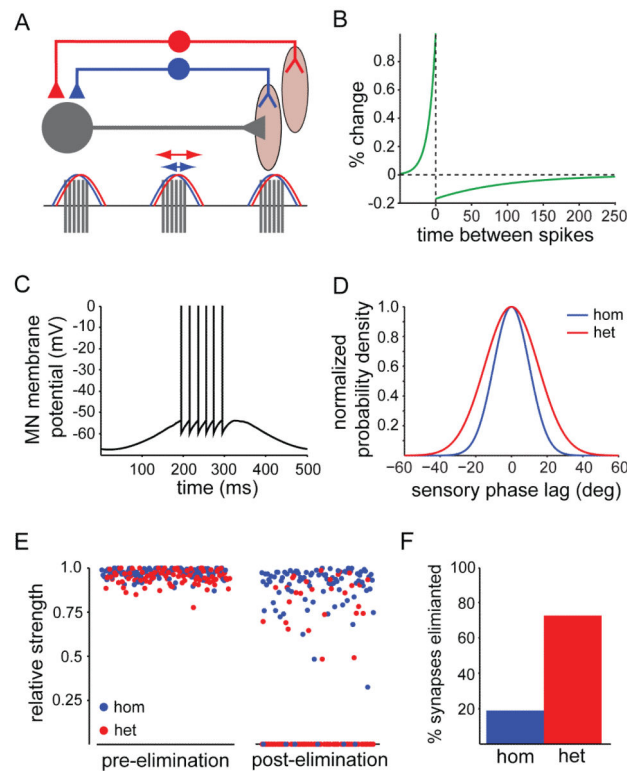 A
B
% change
0.8
0.6
0.4
0.2
0
-0.2
0
50
100
150
200
250
time between spikes
C
MN membrane
potential (mV)
0
-10
-20
-30
-40
-50
-60
100
200
300
400
500
time (ms)
D
normalized
probability density
1.0
0.8
0.6
0.4
0.2
hom
het
−60
−40
−20
0
20
40
60
sensory phase lag (deg)
E
relative strength
1.0
0.75
0.5
0.25
hom
het
pre-elimination
post-elimination
F
% synapses elimianted
100
80
60
40
20
hom
het